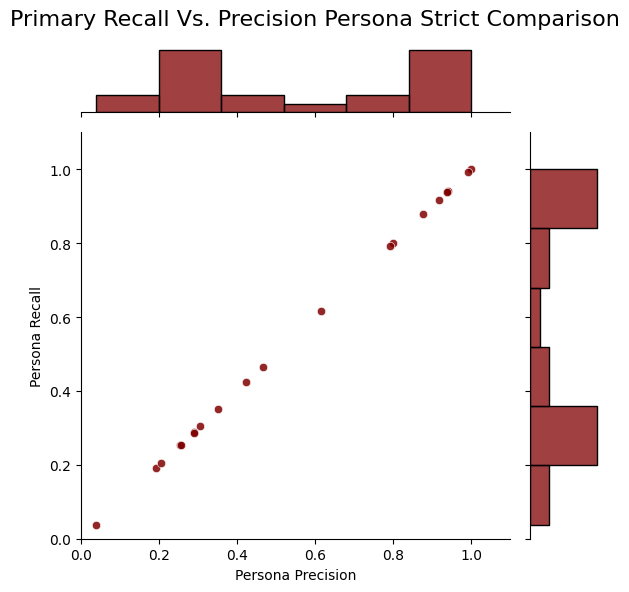 Primary Recall Vs. Precision Persona Strict Comparison
1.0
0.8
0.6
0.4
0.2
0.0
Persona Recall
0.0 0.2 0.4 0.6 0.8 1.0
Persona Precision